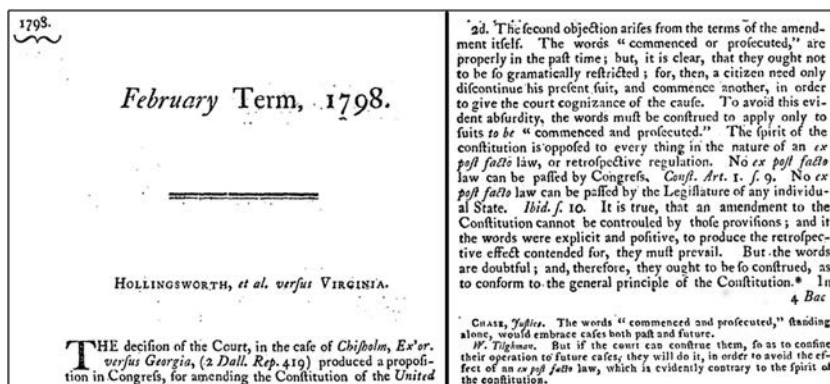 1798.
February Term, 1798.
HOLLINGSWORTH, et al. verſus VIRGINIA.
THE deciſion of the Court, in the caſe of Chiſholm, Ex'or.
verſus Georgia, (2 Dall. Rep. 419) produced a propoſi-
tion in Congreſs, for amending the Conſtitution of the United
2d. The ſecond objection ariſes from the terms of the amend-
ment itſelf. The words “ commenced or proſecuted,” are
properly in the paſt time; but, it is clear, that they ought not
to be ſo gramatically reſtricted; for, then, a citizen need only
diſcontinue his preſent ſuit, and commence another, in order
to give the court cognizance of the cauſe. To avoid this evi-
dent abſurdity, the words muſt be conſtrued to apply only to
ſuits to be “ commenced and proſecuted.” The ſpirit of the
conſtitution is oppoſed to every thing in the nature of an ex
poſt facto law, or retroſpective regulation. No ex poſt facto
law can be paſſed by Congreſs. Conſt. Art. 1. ſ. 9. No ex
poſt facto law can be paſſed by the Legiſlature of any individu-
al State. Ibid. ſ. 10. It is true, that an amendment to the
Conſtitution cannot be controuled by thoſe proviſions; and if
the words were explicit and poſitive, to produce the retroſpec-
tive effect contended for, they muſt prevail. But the words
are doubtful; and, therefore, they ought to be ſo conſtrued, as
to conform to the general principle of the Conſtitution.* In
4 Bac
CHASE, Juſtice. The words “ commenced and proſecuted,” ſtanding
alone, would embrace caſes both paſt and future.
W. Tilghman. But if the court can conſtrue them, ſo as to confine
their operation to future caſes, they will do it, in order to avoid the ef-
fect of an ex poſt facto law, which is evidently contrary to the ſpirit of
the conſtitution.